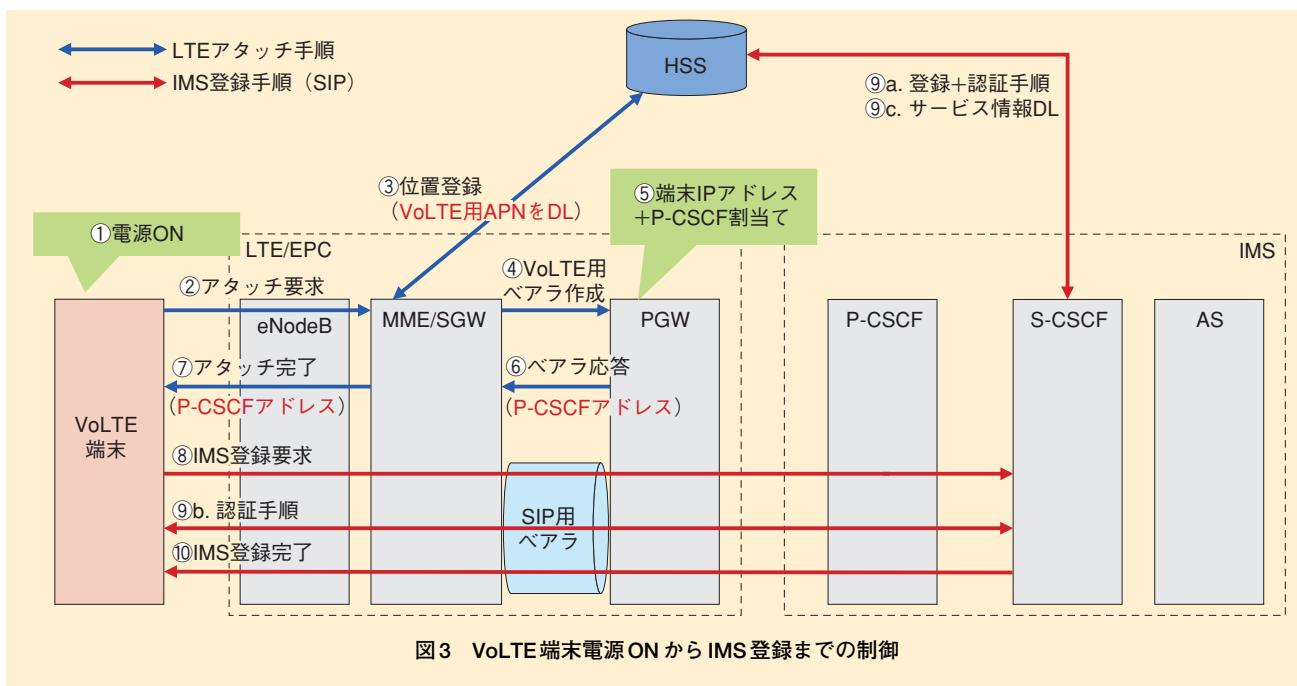 LTEアタッチ手順
IMS登録手順（SIP）
HSS
⑨a. 登録＋認証手順
⑨c. サービス情報DL
③位置登録
（VoLTE用APNをDL）
⑤端末IPアドレス
＋P-CSCF割当て
①電源ON
LTE/EPC
IMS
②アタッチ要求
④VoLTE用
ベアラ作成
eNodeB
MME/SGW
PGW
P-CSCF
S-CSCF
AS
⑦アタッチ完了
（P-CSCFアドレス）
⑥ベアラ応答
（P-CSCFアドレス）
VoLTE
端末
⑧IMS登録要求
⑨b. 認証手順
SIP用
ベアラ
⑩IMS登録完了
図3　VoLTE端末電源ONからIMS登録までの制御